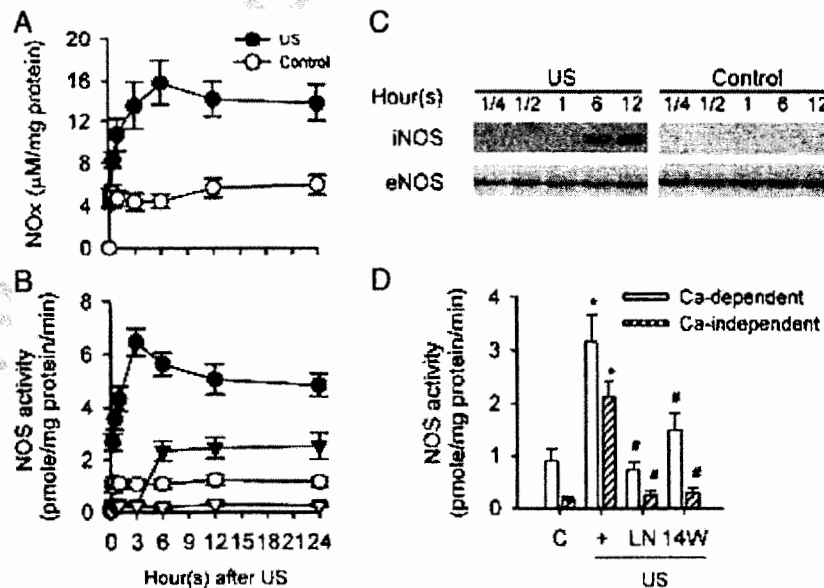 A
20
16
12
8
4
0
NOx (µM/mg protein)
US
Control
B
8
6
4
2
0
NOS activity
(pmole/mg protein/min)
0 3 6 9 12 15 18 21 24
Hour(s) after US
C
US Control
Hour(s) 1/4 1/2 1 6 12 1/4 1/2 1 6 12
iNOS
eNOS
D
4
3
2
1
0
NOS activity
(pmole/mg protein/min)
Ca-dependent
Ca-independent
* * # # # #
C + LN 14W
US